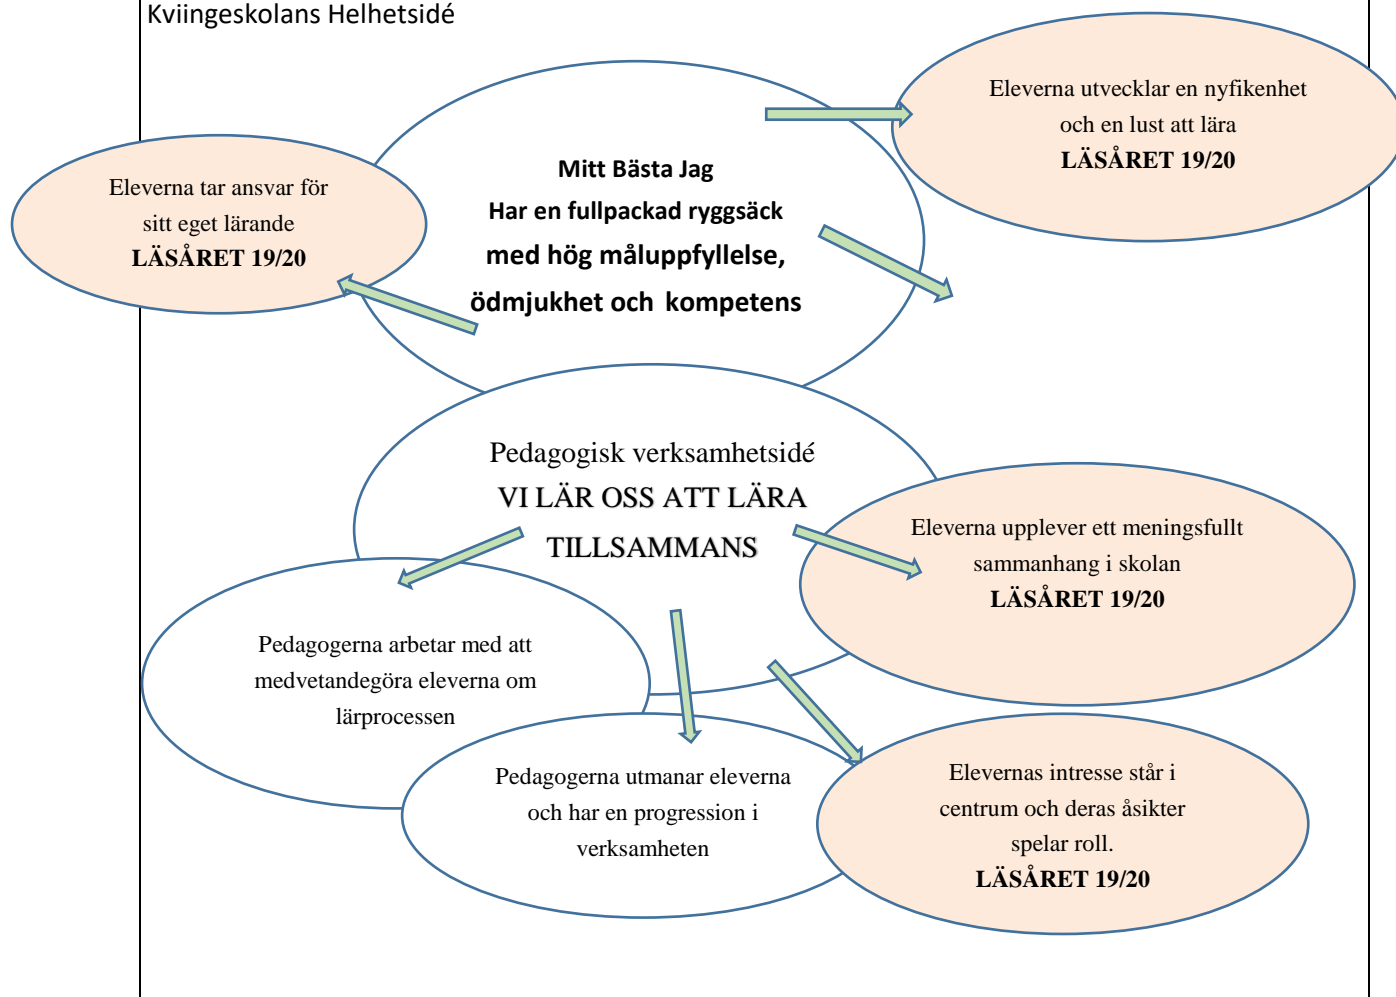 Kviingeskolans Helhetsidé
Eleverna utvecklar en nyfikenhet
och en lust att lära
LÄSÅRET 19/20
Mitt Bästa Jag
Har en fullpackad ryggsäck
med hög måluppfyllelse,
ödmjukhet och kompetens
Eleverna tar ansvar för
sitt eget lärande
LÄSÅRET 19/20
Pedagogisk verksamhetsidé
VI LÄR OSS ATT LÄRA
TILLSAMMANS
Eleverna upplever ett meningsfullt
sammanhang i skolan
LÄSÅRET 19/20
Pedagogerna arbetar med att
medvetandegöra eleverna om
lärprocessen
Pedagogerna utmanar eleverna
och har en progression i
verksamheten
Elevernas intresse står i
centrum och deras åsikter
spelar roll.
LÄSÅRET 19/20